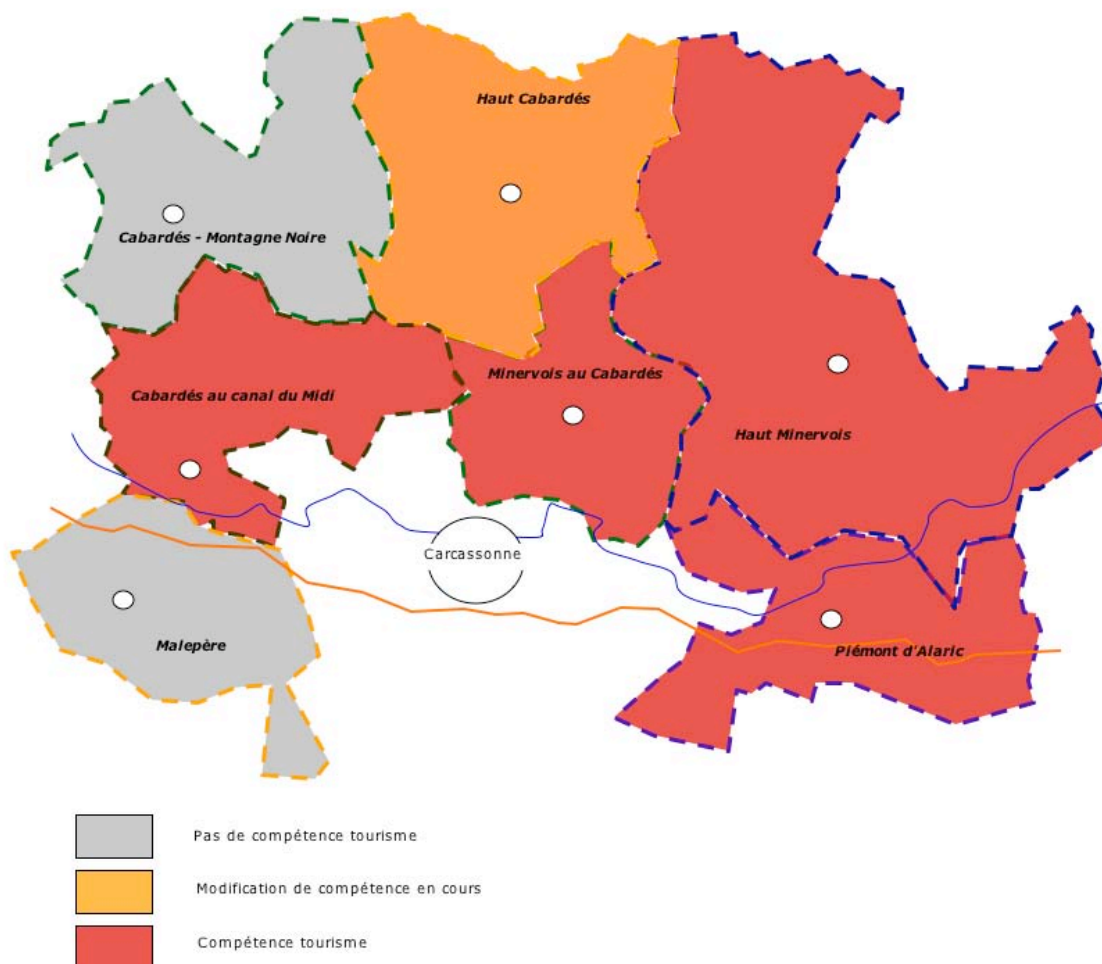 Haut Cabardés
Cabardés - Montagne Noire
Minervois au Cabardés
Cabardés au canal du Midi
Haut Minervois
Carcassonne
Malepère
Piémont d'Alaric
Pas de compétence tourisme
Modification de compétence en cours
Compétence tourisme